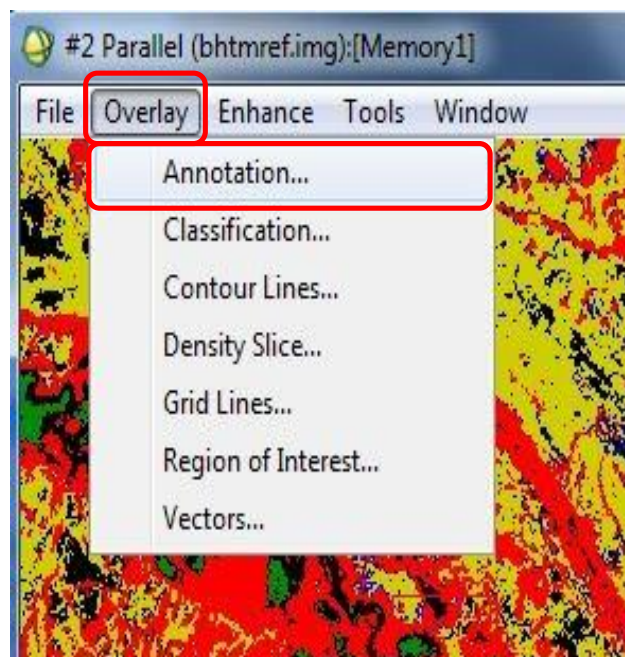 #2 Parallel (bhtmref.img):[Memory1]
File Overlay Enhance Tools Window
Annotation...
Classification...
Contour Lines...
Density Slice...
Grid Lines...
Region of Interest...
Vectors...